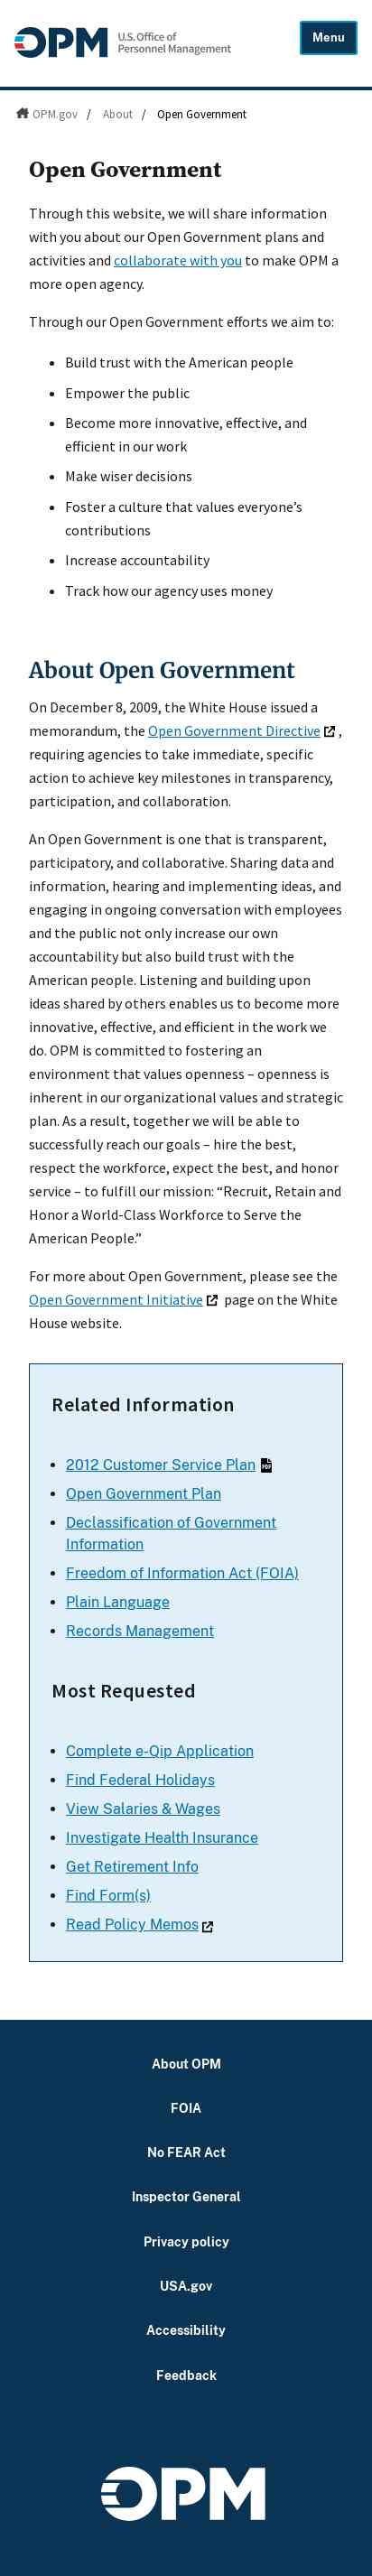 OPM U.S. Office of
Personnel Management
Menu
OPM.gov / About / Open Government
Open Government
Through this website, we will share information
with you about our Open Government plans and
activities and collaborate with you to make OPM a
more open agency.
Through our Open Government efforts we aim to:
• Build trust with the American people
• Empower the public
• Become more innovative, effective, and
efficient in our work
• Make wiser decisions
• Foster a culture that values everyone’s
contributions
• Increase accountability
• Track how our agency uses money
About Open Government
On December 8, 2009, the White House issued a
memorandum, the Open Government Directive ,
requiring agencies to take immediate, specific
action to achieve key milestones in transparency,
participation, and collaboration.
An Open Government is one that is transparent,
participatory, and collaborative. Sharing data and
information, hearing and implementing ideas, and
engaging in ongoing conversation with employees
and the public not only increase our own
accountability but also build trust with the
American people. Listening and building upon
ideas shared by others enables us to become more
innovative, effective, and efficient in the work we
do. OPM is committed to fostering an
environment that values openness – openness is
inherent in our organizational values and strategic
plan. As a result, together we will be able to
successfully reach our goals – hire the best,
respect the workforce, expect the best, and honor
service – to fulfill our mission: “Recruit, Retain and
Honor a World-Class Workforce to Serve the
American People.”
For more about Open Government, please see the
Open Government Initiative page on the White
House website.
Related Information
• 2012 Customer Service Plan PDF
• Open Government Plan
• Declassification of Government
Information
• Freedom of Information Act (FOIA)
• Plain Language
• Records Management
Most Requested
• Complete e-Qip Application
• Find Federal Holidays
• View Salaries & Wages
• Investigate Health Insurance
• Get Retirement Info
• Find Form(s)
• Read Policy Memos
About OPM
FOIA
No FEAR Act
Inspector General
Privacy policy
USA.gov
Accessibility
Feedback
OPM